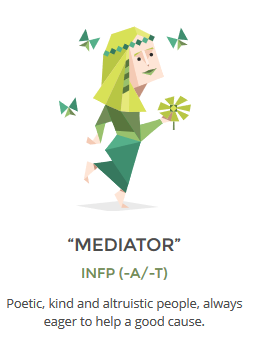 “MEDIATOR”
INFP (-A/-T)
Poetic, kind and altruistic people, always
eager to help a good cause.